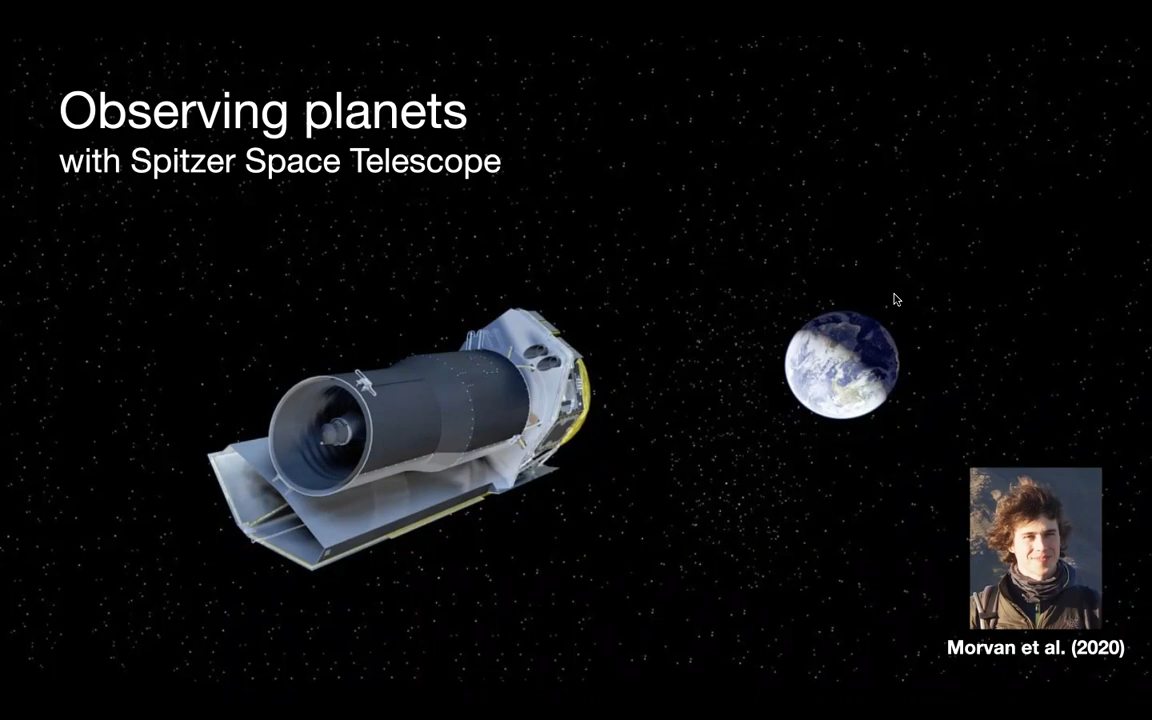 Observing planets
with Spitzer Space Telescope
Morvan et al. (2020)